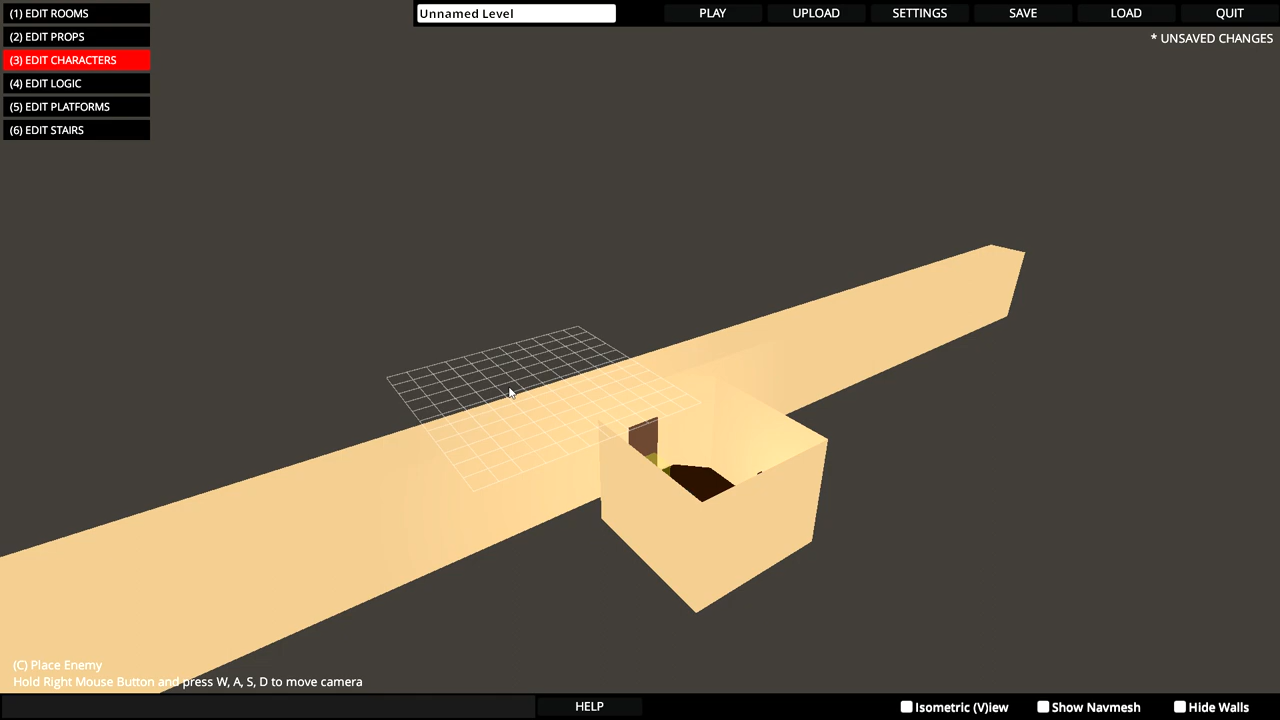 (1) EDIT ROOMS
(2) EDIT PROPS
(3) EDIT CHARACTERS
(4) EDIT LOGIC
(5) EDIT PLATFORMS
(6) EDIT STAIRS
Unnamed Level
PLAY
UPLOAD
SETTINGS
SAVE
LOAD
QUIT
* UNSAVED CHANGES
(C) Place Enemy
Hold Right Mouse Button and press W, A, S, D to move camera
HELP
Isometric (V)iew
Show Navmesh
Hide Walls